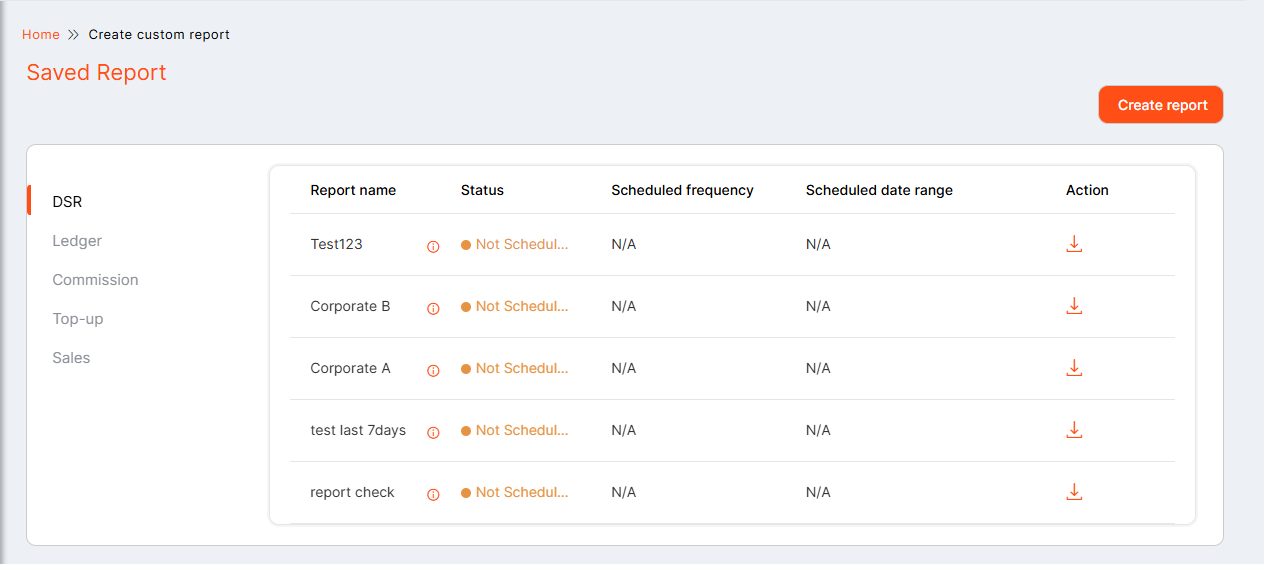 Home >> Create custom report
Saved Report
Create report
DSR
Ledger
Commission
Top-up
Sales
Report name Status Scheduled frequency Scheduled date range Action
Test123 Not Schedul... N/A N/A
Corporate B Not Schedul... N/A N/A
Corporate A Not Schedul... N/A N/A
test last 7days Not Schedul... N/A N/A
report check Not Schedul... N/A N/A